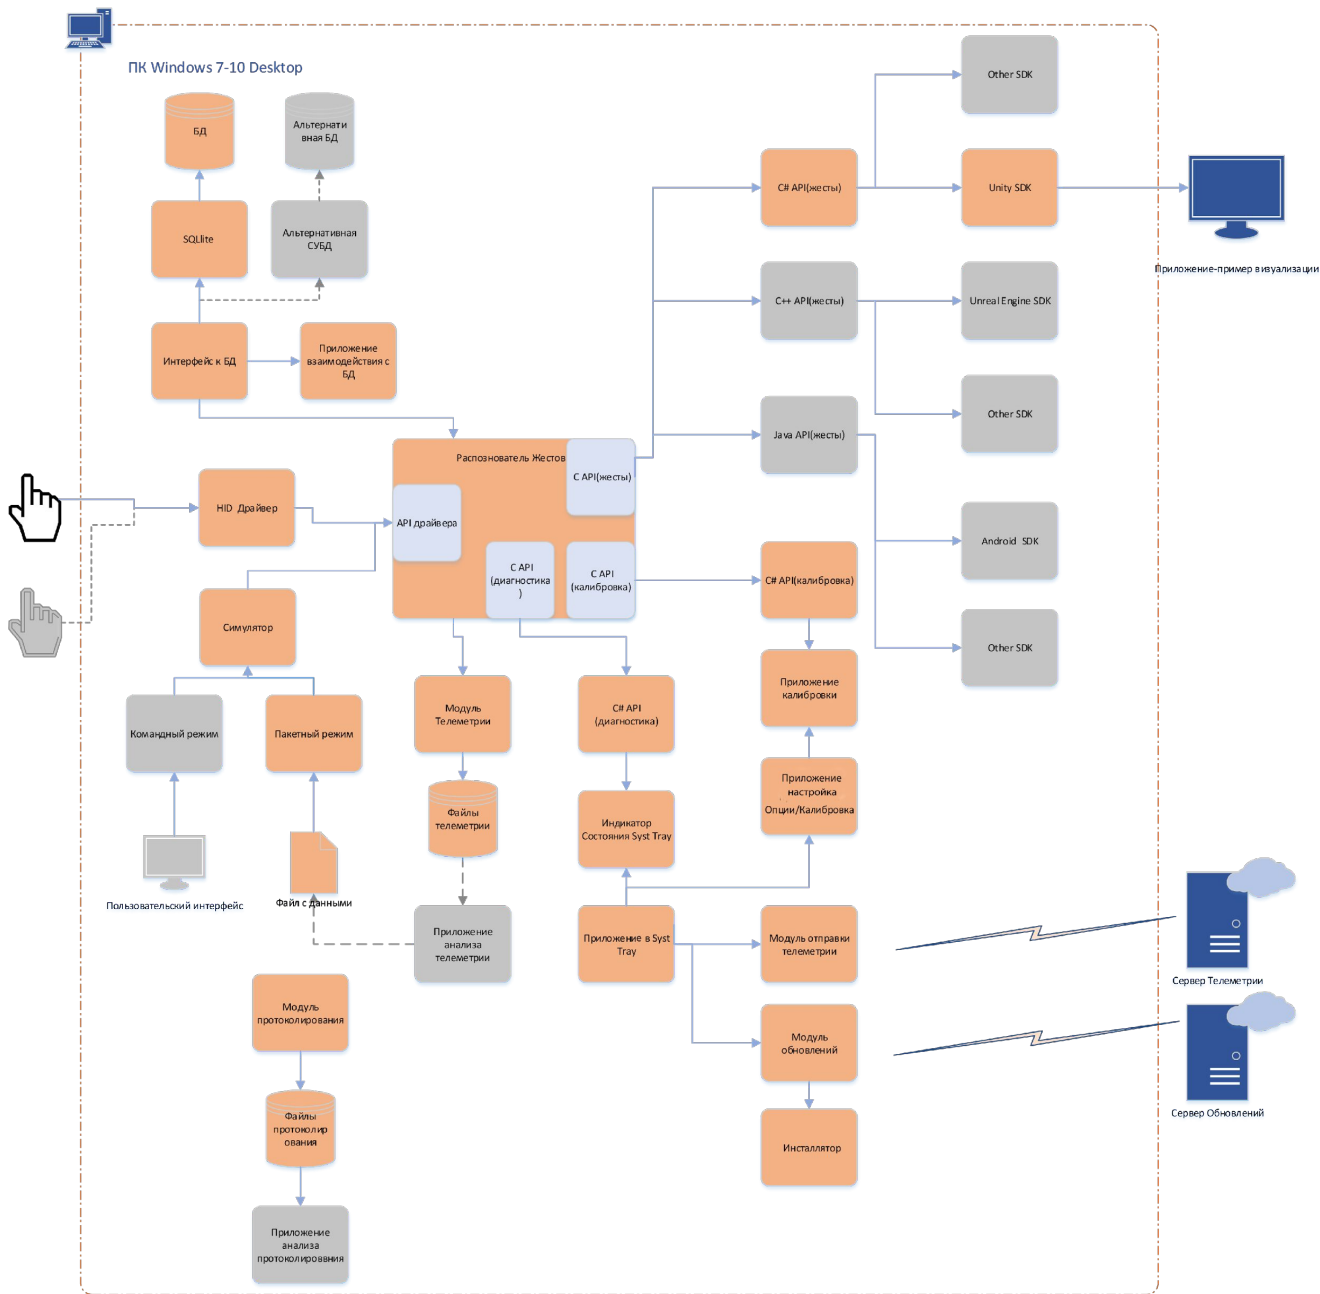 ПК Windows 7-10 Desktop
БД
Альтернати
вная БД
SQLlite
Альтернативная
СУБД
Интерфейс к БД
Приложение
взаимодействия с
БД
Other SDK
C# API(жесты)
Unity SDK
Приложение-пример визуализации
C++ API(жесты)
Unreal Engine SDK
Other SDK
Java API(жесты)
Android SDK
Other SDK
Распознователь Жестов
C API(жесты)
API драйвера
C API
(диагностика
)
C API
(калибровка)
HID Драйвер
Симулятор
Командный режим
Пакетный режим
Пользовательский интерфейс
Файл с данными
Модуль
Телеметрии
Файлы
телеметрии
Приложение
анализа
телеметрии
C# API
(диагностика)
Индикатор
Состояния Syst Tray
Приложение в Syst
Tray
C# API(калибровка)
Приложение
калибровки
Приложение
настройка
Опции/Калибровка
Модуль отправки
телеметрии
Модуль
обновлений
Инсталлятор
Сервер Телеметрии
Сервер Обновлений
Модуль
протоколирования
Файлы
протоколир
ования
Приложение
анализа
протоколироввния